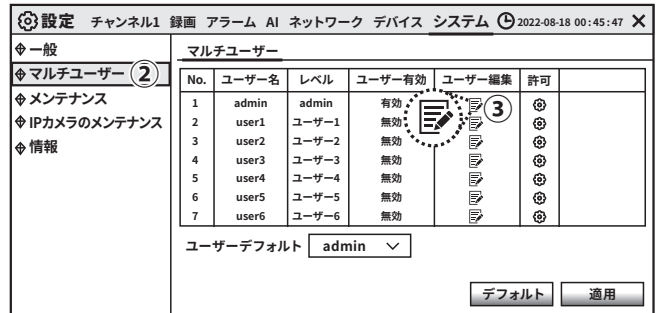 設定 チャンネル1 録画 アラーム AI ネットワーク デバイス システム 2022-08-18 00:45:47 ×
一般
マルチユーザー ②
メンテナンス
IPカメラのメンテナンス
情報
マルチユーザー
No. ユーザー名 レベル ユーザー有効 ユーザー編集 許可
1 admin admin 有効 ③
2 user1 ユーザー1 無効
3 user2 ユーザー2 無効
4 user3 ユーザー3 無効
5 user4 ユーザー4 無効
6 user5 ユーザー5 無効
7 user6 ユーザー6 無効
ユーザーデフォルト admin
デフォルト 適用